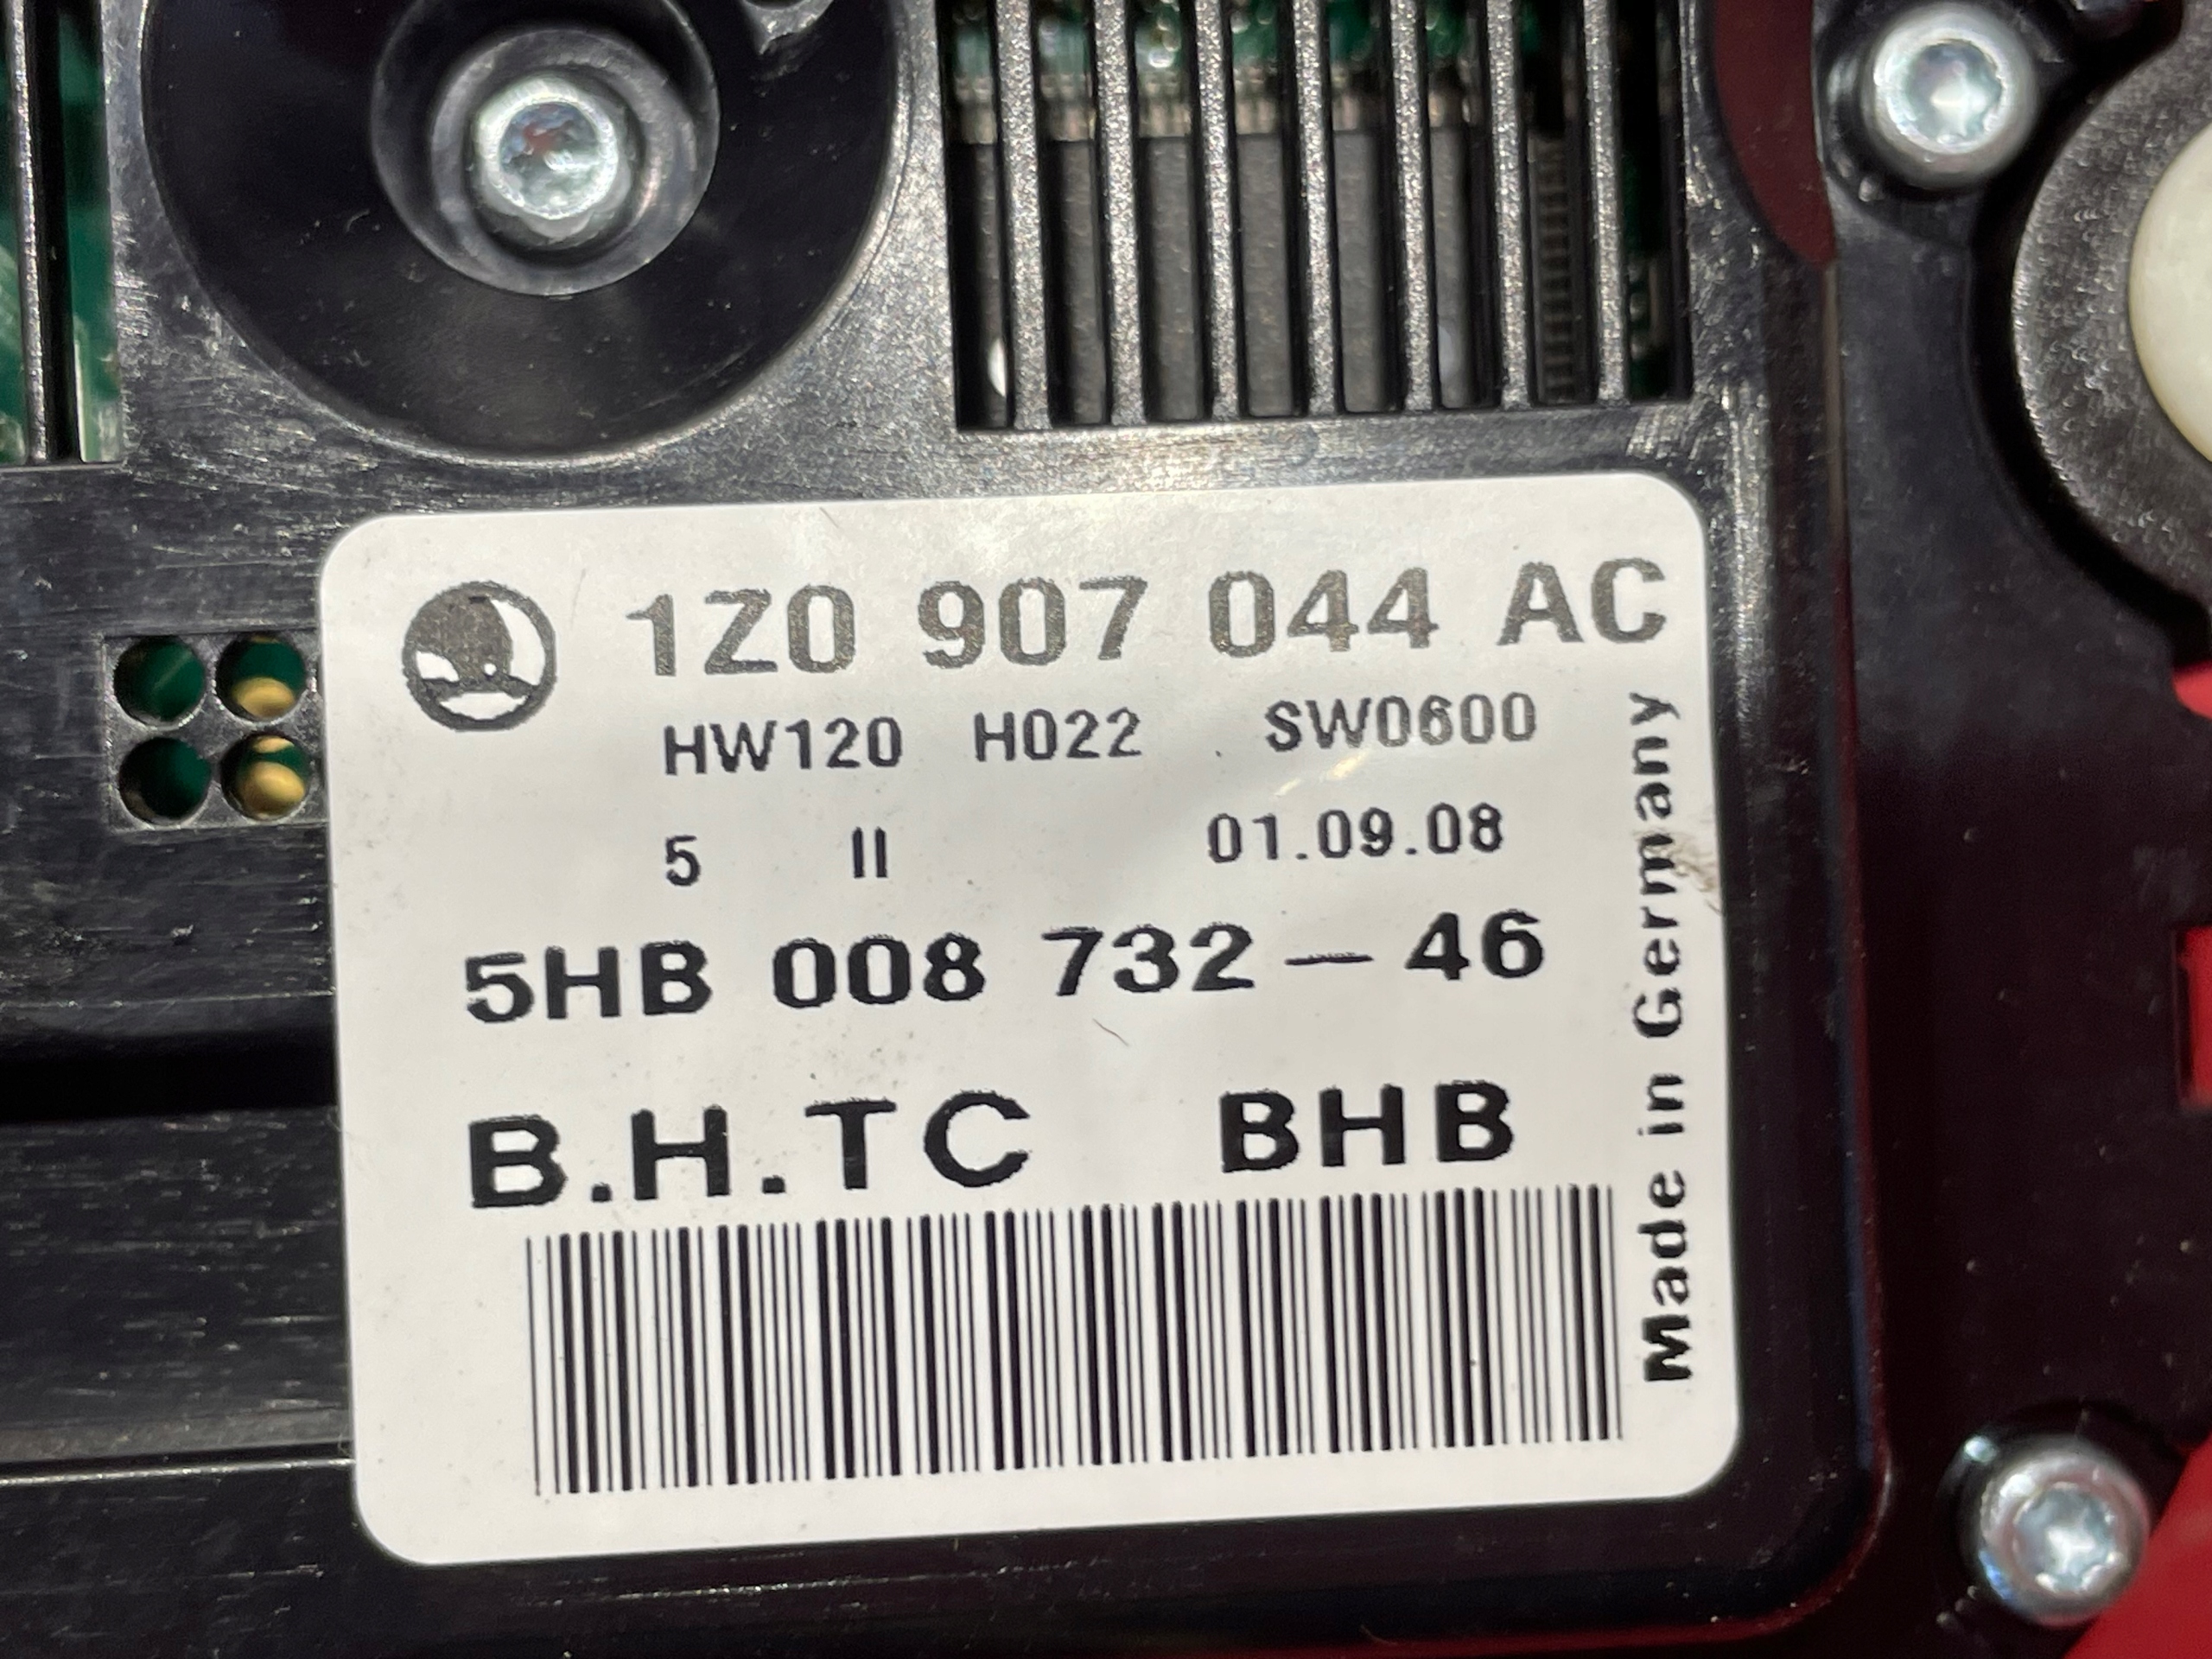 1Z0 907 044 AC
HW120 H022 SW0600
5 II 01.09.08
5HB 008 732 – 46
B.H.TC BHB
Made in Germany